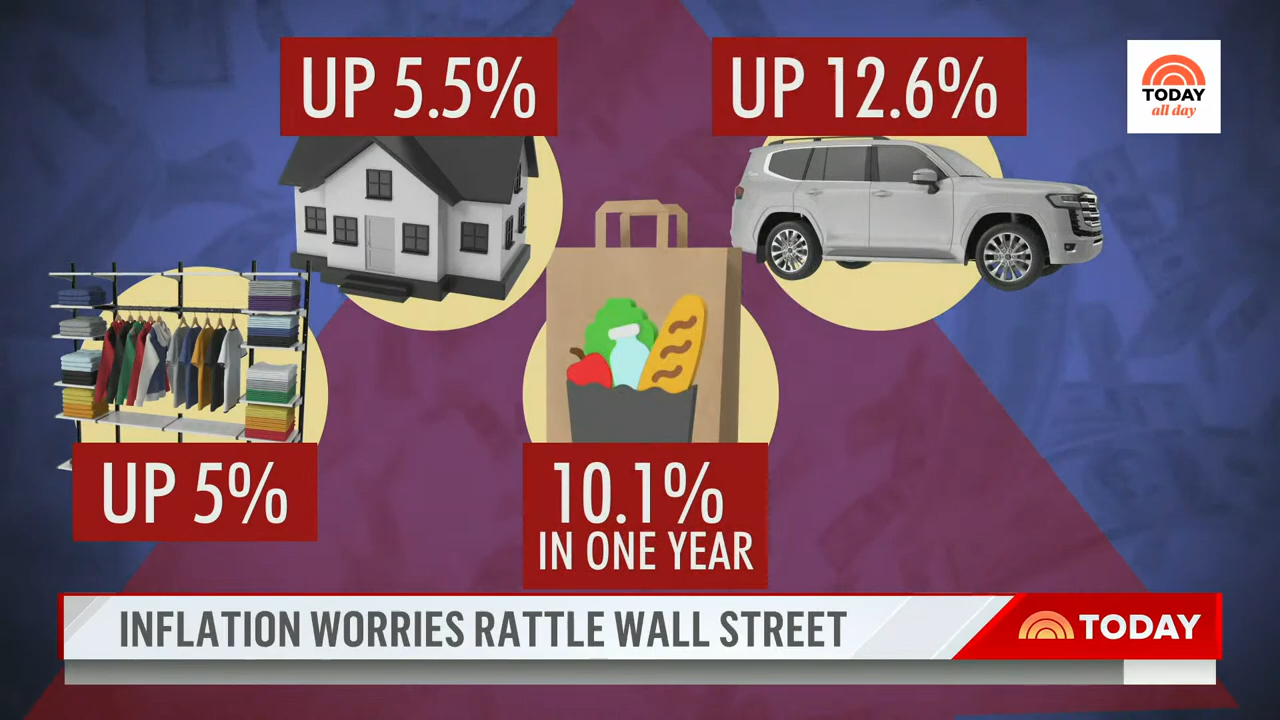 UP 5.5%
UP 12.6%
TODAY
all day
UP 5%
10.1%
IN ONE YEAR
INFLATION WORRIES RATTLE WALL STREET
TODAY